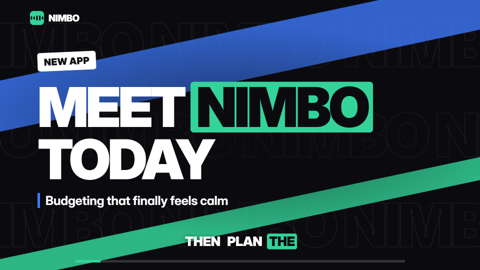 NIMBO
NEW APP
MEET NIMBO
TODAY
Budgeting that finally feels calm
THEN PLAN THE